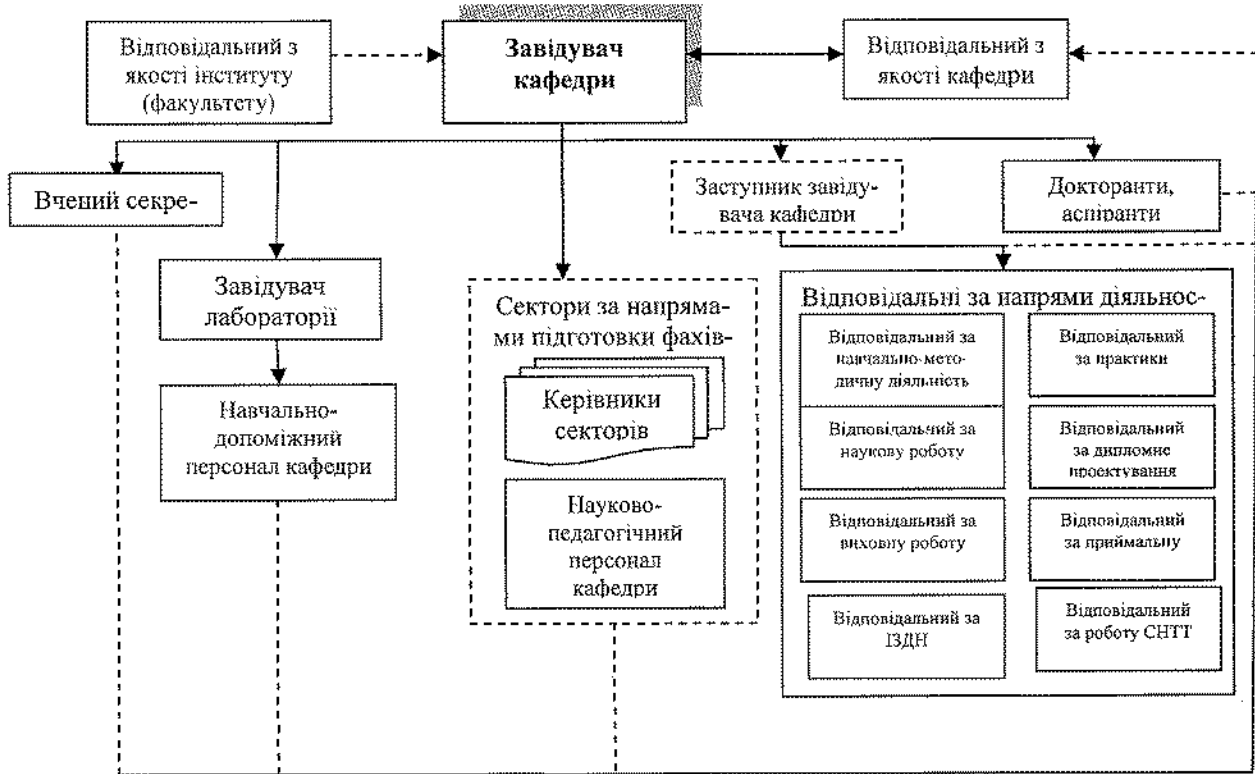 Відповідальний з
якості інституту
(факультету)
Завідувач
кафедри
Відповідальний з
якості кафедри
Вчений секре-
Заступник завіду-
вача кафедри
Докторанти,
аспіранти
Завідувач
лабораторії
Навчально-
допоміжний
персонал кафедри
Сектори за напряма-
ми підготовки фахів-
Керівники
секторів
Науково-
педагогічний
персонал
кафедри
Відповідальні за напрями діяльнос-
Відповідальний за
навчально-мето-
дичну діяльність
Відповідальний
за практики
Відповідальний за
наукову роботу
Відповідальний
за дипломне
проектування
Відповідальний за
виховну роботу
Відповідальний
за приймальну
Відповідальний за
ІЗДН
Відповідальний
за роботу СНТТ